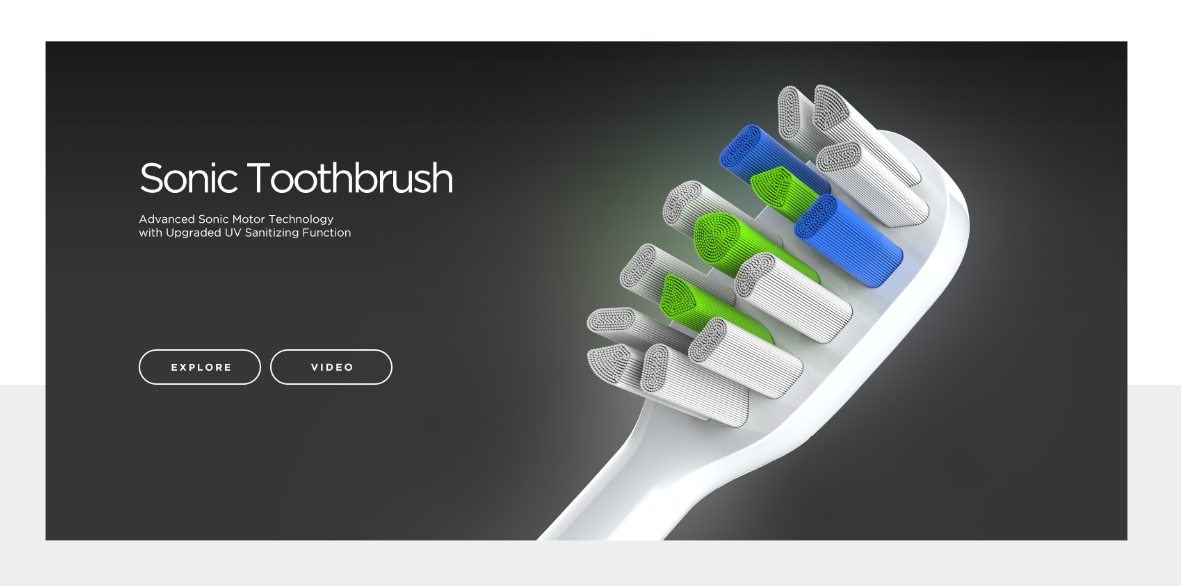 Sonic Toothbrush
Advanced Sonic Motor Technology
with Upgraded UV Sanitizing Function
EXPLORE
VIDEO